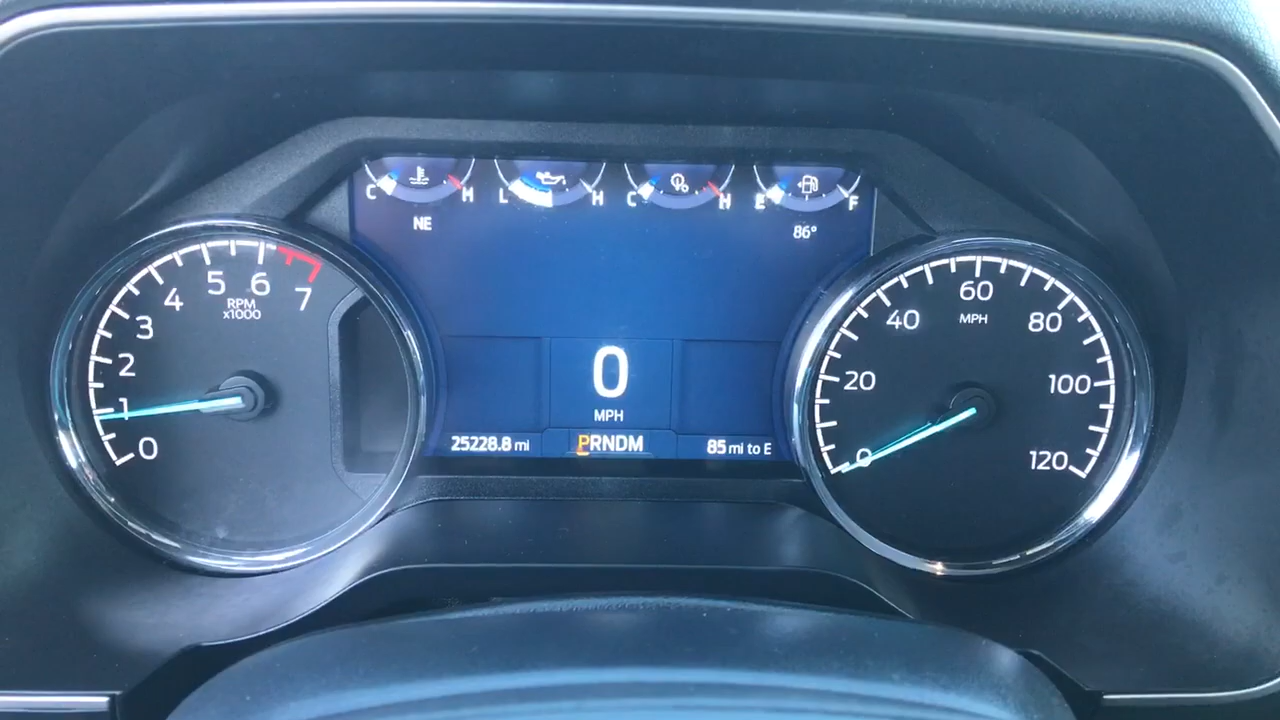 C H L H C H E F
NE 86°
0 1 2 3 4 5 6 7
RPM
x1000
0
MPH
25228.8 mi
PRNDM
85 mi to E
0 20 40 60 80 100 120
MPH